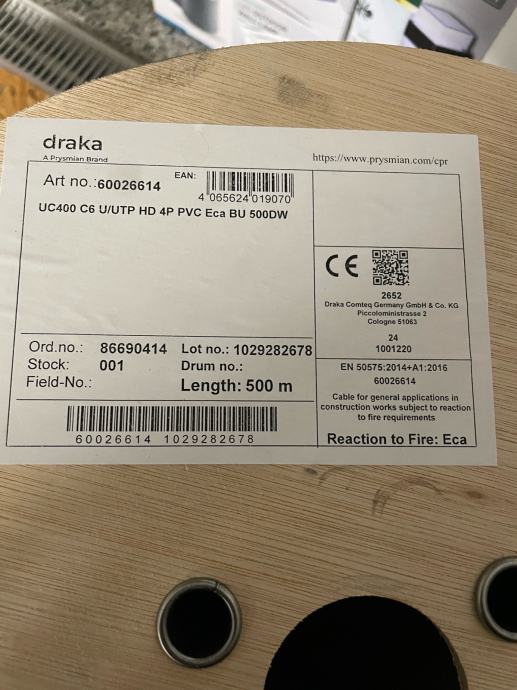 draka
A Prysmian Brand
https://www.prysmian.com/cpr
Art no.:60026614
EAN:
4 065624 019070
UC400 C6 U/UTP HD 4P PVC Eca BU 500DW
CE
2652
Draka Comteq Germany GmbH & Co. KG
Piccoloministrasse 2
Cologne 51063
24
1001220
Ord.no.: 86690414 Lot no.: 1029282678
Stock: 001 Drum no.:
Field-No.: Length: 500 m
60026614 1029282678
EN 50575:2014+A1:2016
60026614
Cable for general applications in
construction works subject to reaction
to fire requirements
Reaction to Fire: Eca